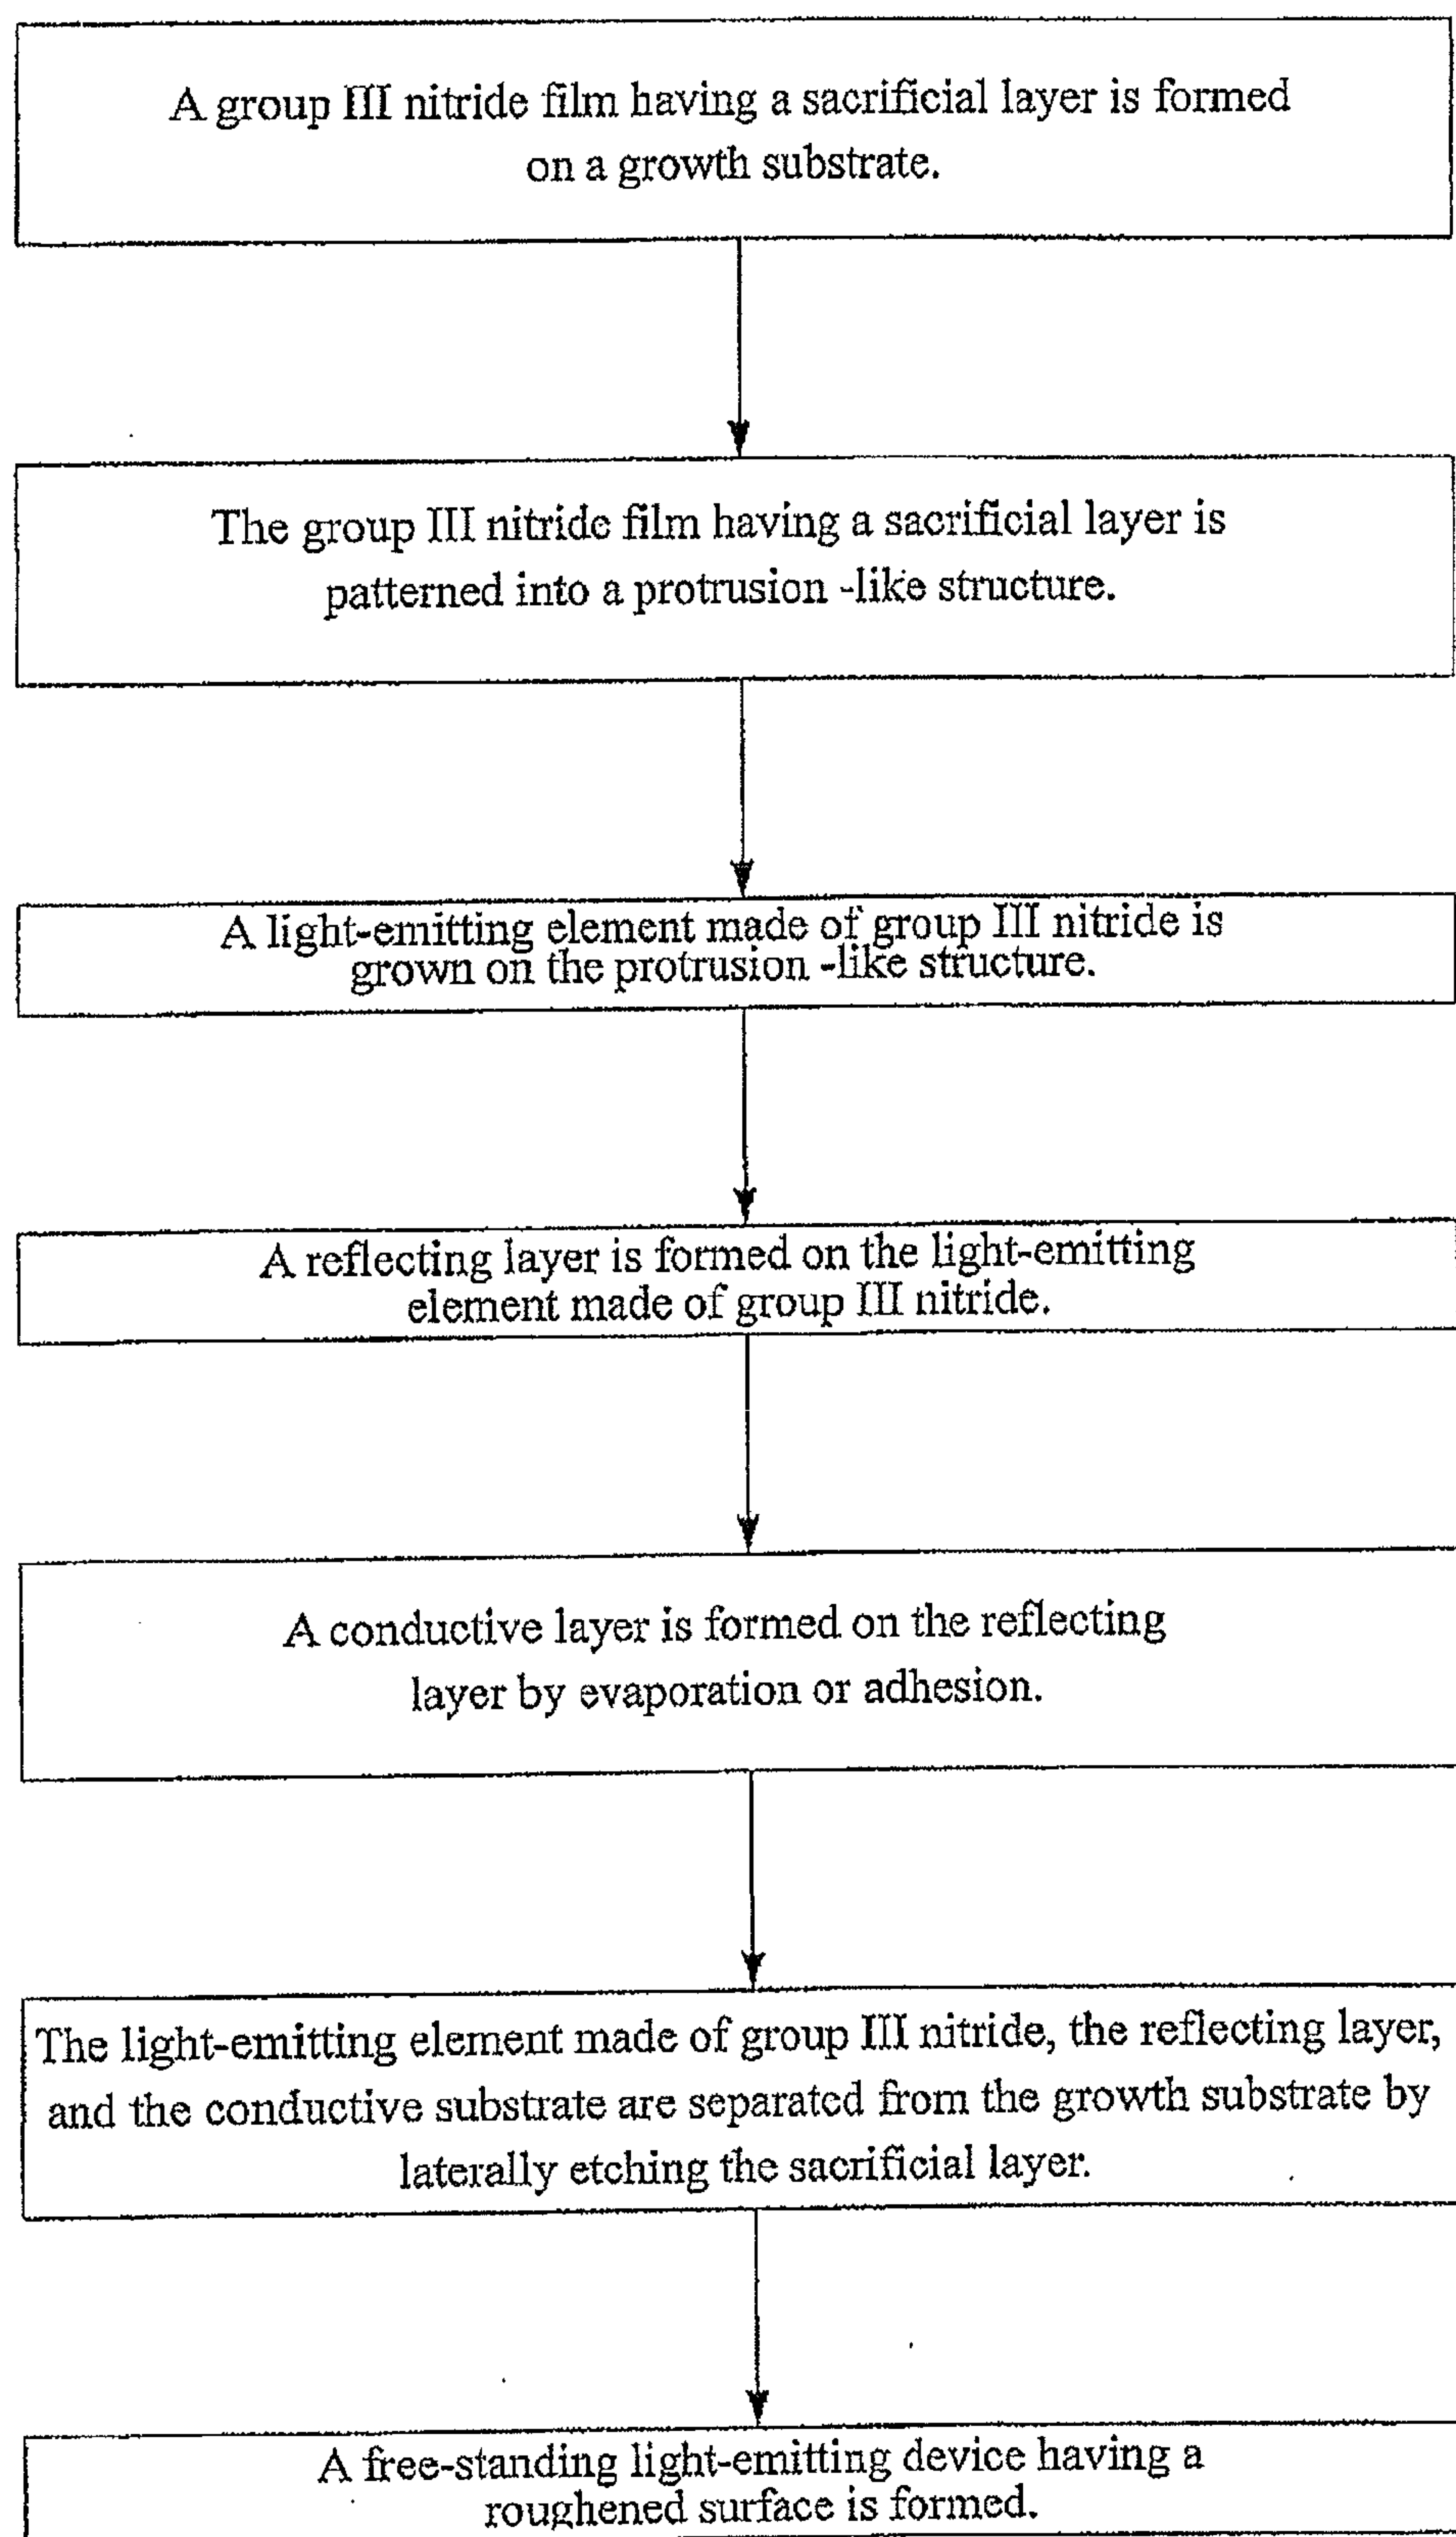 A group III nitride film having a sacrificial layer is formed
on a growth substrate.
The group III nitride film having a sacrificial layer is
patterned into a protrusion -like structure.
A light-emitting element made of group III nitride is
grown on the protrusion -like structure.
A reflecting layer is formed on the light-emitting
element made of group III nitride.
A conductive layer is formed on the reflecting
layer by evaporation or adhesion.
The light-emitting element made of group III nitride, the reflecting layer,
and the conductive substrate are separated from the growth substrate by
laterally etching the sacrificial layer.
A free-standing light-emitting device having a
roughened surface is formed.